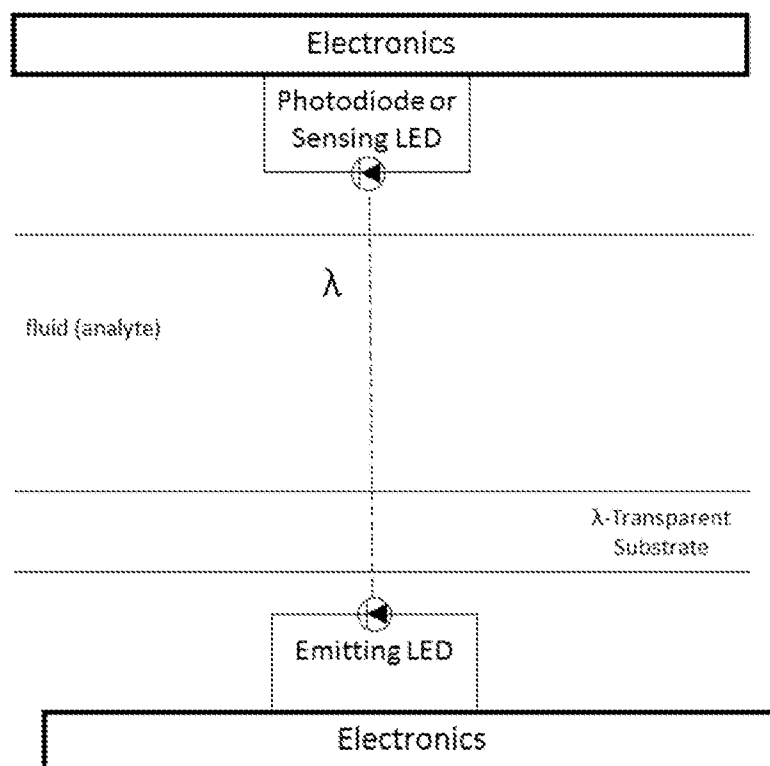 Electronics
Photodiode or
Sensing LED
λ
fluid (analyte)
λ-Transparent
Substrate
Emitting LED
Electronics